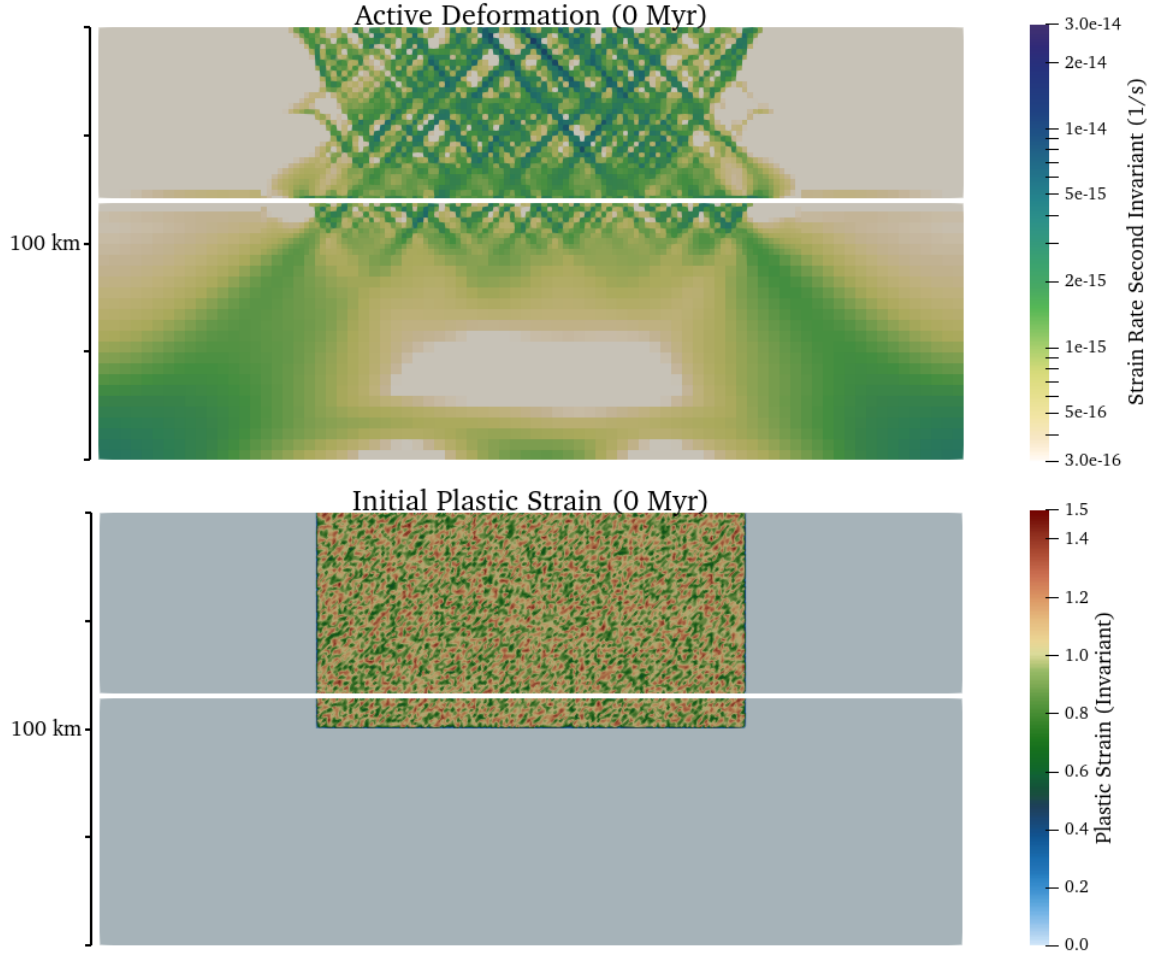 Active Deformation (0 Myr)
100 km
3.0e-14
2e-14
1e-14
5e-15
2e-15
1e-15
5e-16
3.0e-16
Strain Rate Second Invariant (1/s)
Initial Plastic Strain (0 Myr)
100 km
1.5
1.4
1.2
1.0
0.8
0.6
0.4
0.2
0.0
Plastic Strain (Invariant)